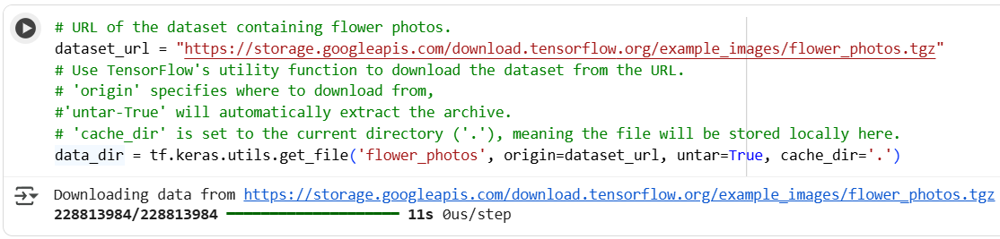 # URL of the dataset containing flower photos.
dataset_url = "https://storage.googleapis.com/download.tensorflow.org/example_images/flower_photos.tgz"
# Use TensorFlow's utility function to download the dataset from the URL.
# 'origin' specifies where to download from,
#'untar-True' will automatically extract the archive.
# 'cache_dir' is set to the current directory ('.'), meaning the file will be stored locally here.
data_dir = tf.keras.utils.get_file('flower_photos', origin=dataset_url, untar=True, cache_dir='.')
Downloading data from https://storage.googleapis.com/download.tensorflow.org/example_images/flower_photos.tgz
228813984/228813984 ━━━━━━━━━━━━━━━━━━━━ 11s 0us/step